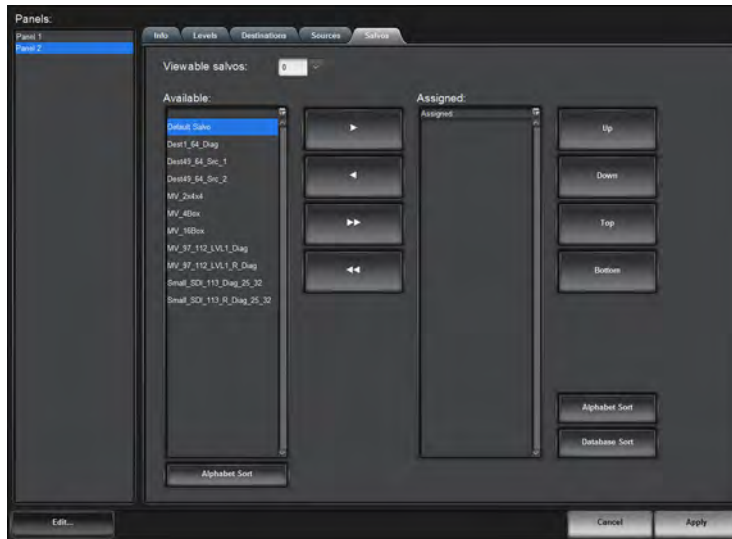 Panels:
Panel 1
Panel 2
Info Levels Destinations Sources Salvos
Viewable salvos: 0
Available:
Default Salvo
Dest1_64_Diag
Dest49_64_Src_1
Dest49_64_Src_2
MV_2x4x4
MV_4Box
MV_16Box
MV_97_112_LVL1_Diag
MV_97_112_LVL1_R_Diag
Small_SDI_113_Diag_25_32
Small_SDI_113_R_Diag_25_32
Alphabet Sort
Assigned:
Assigned
Up
Down
Top
Bottom
Alphabet Sort
Database Sort
Edit...
Cancel
Apply